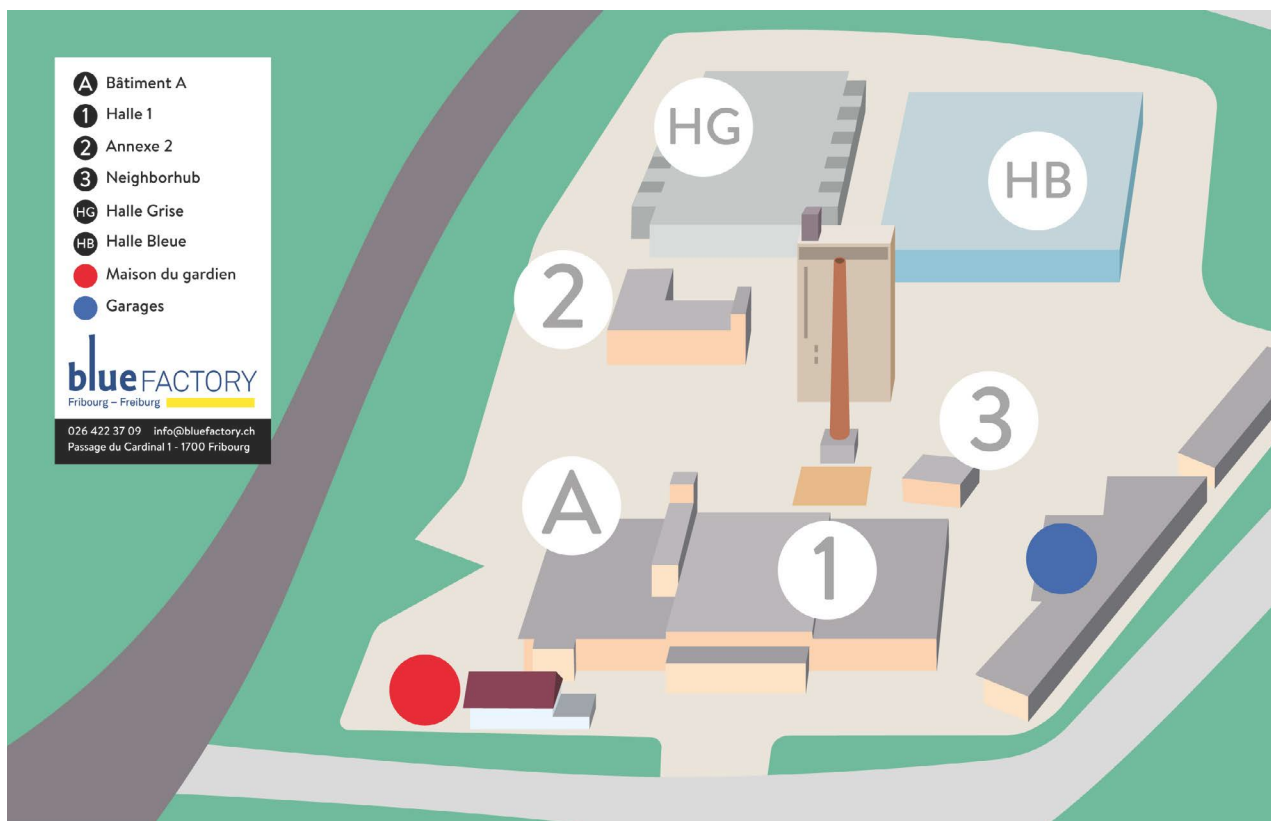 A Bâtiment A
1 Halle 1
2 Annexe 2
3 Neighborhub
HG Halle Grise
HB Halle Bleue
Maison du gardien
Garages
blueFACTORY
Fribourg – Freiburg
026 422 37 09 info@bluefactory.ch
Passage du Cardinal 1 - 1700 Fribourg
HG
HB
2
3
A
1